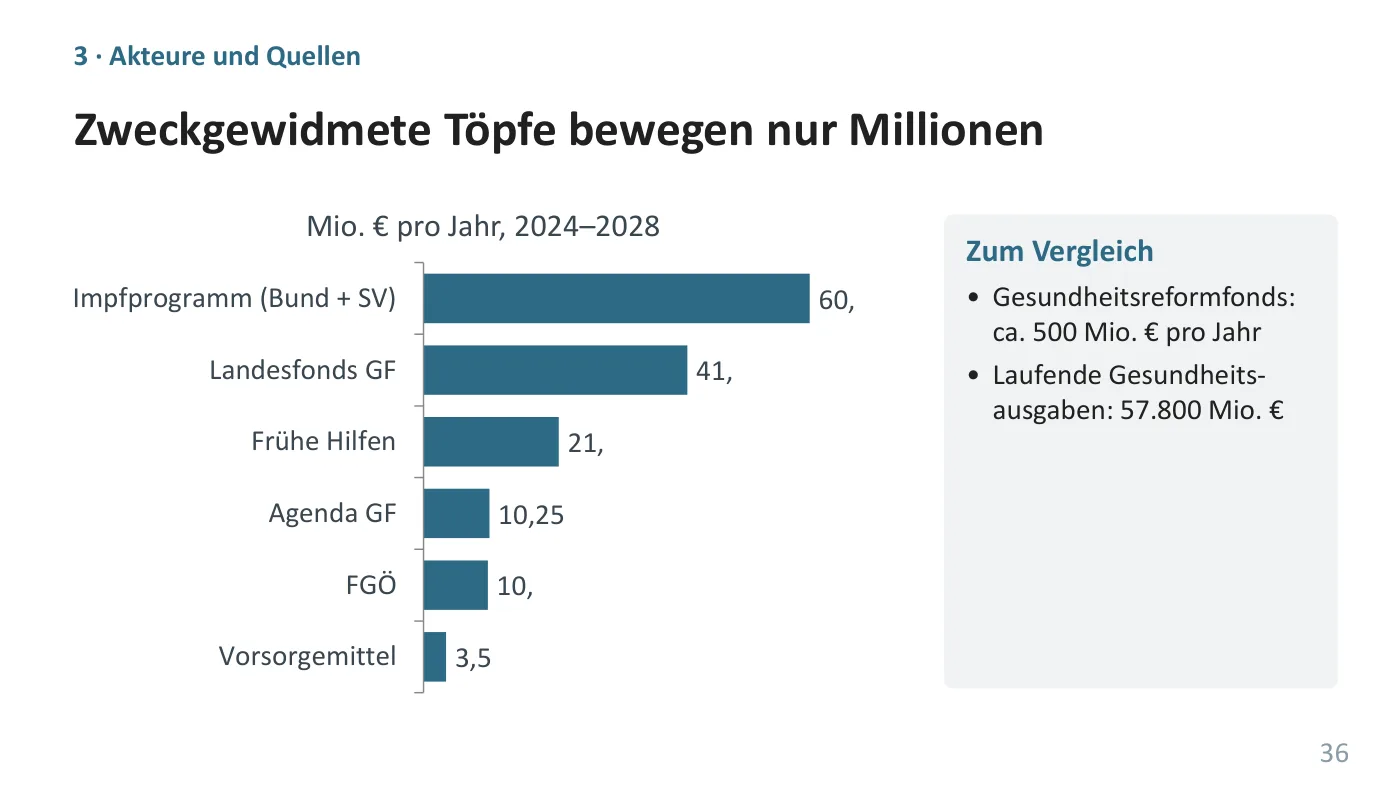 3 · Akteure und Quellen
Zweckgewidmete Töpfe bewegen nur Millionen
Mio. € pro Jahr, 2024–2028
Impfprogramm (Bund + SV) 60,
Landesfonds GF 41,
Frühe Hilfen 21,
Agenda GF 10,25
FGÖ 10,
Vorsorgemittel 3,5
Zum Vergleich
• Gesundheitsreformfonds:
ca. 500 Mio. € pro Jahr
• Laufende Gesundheits-
ausgaben: 57.800 Mio. €
36